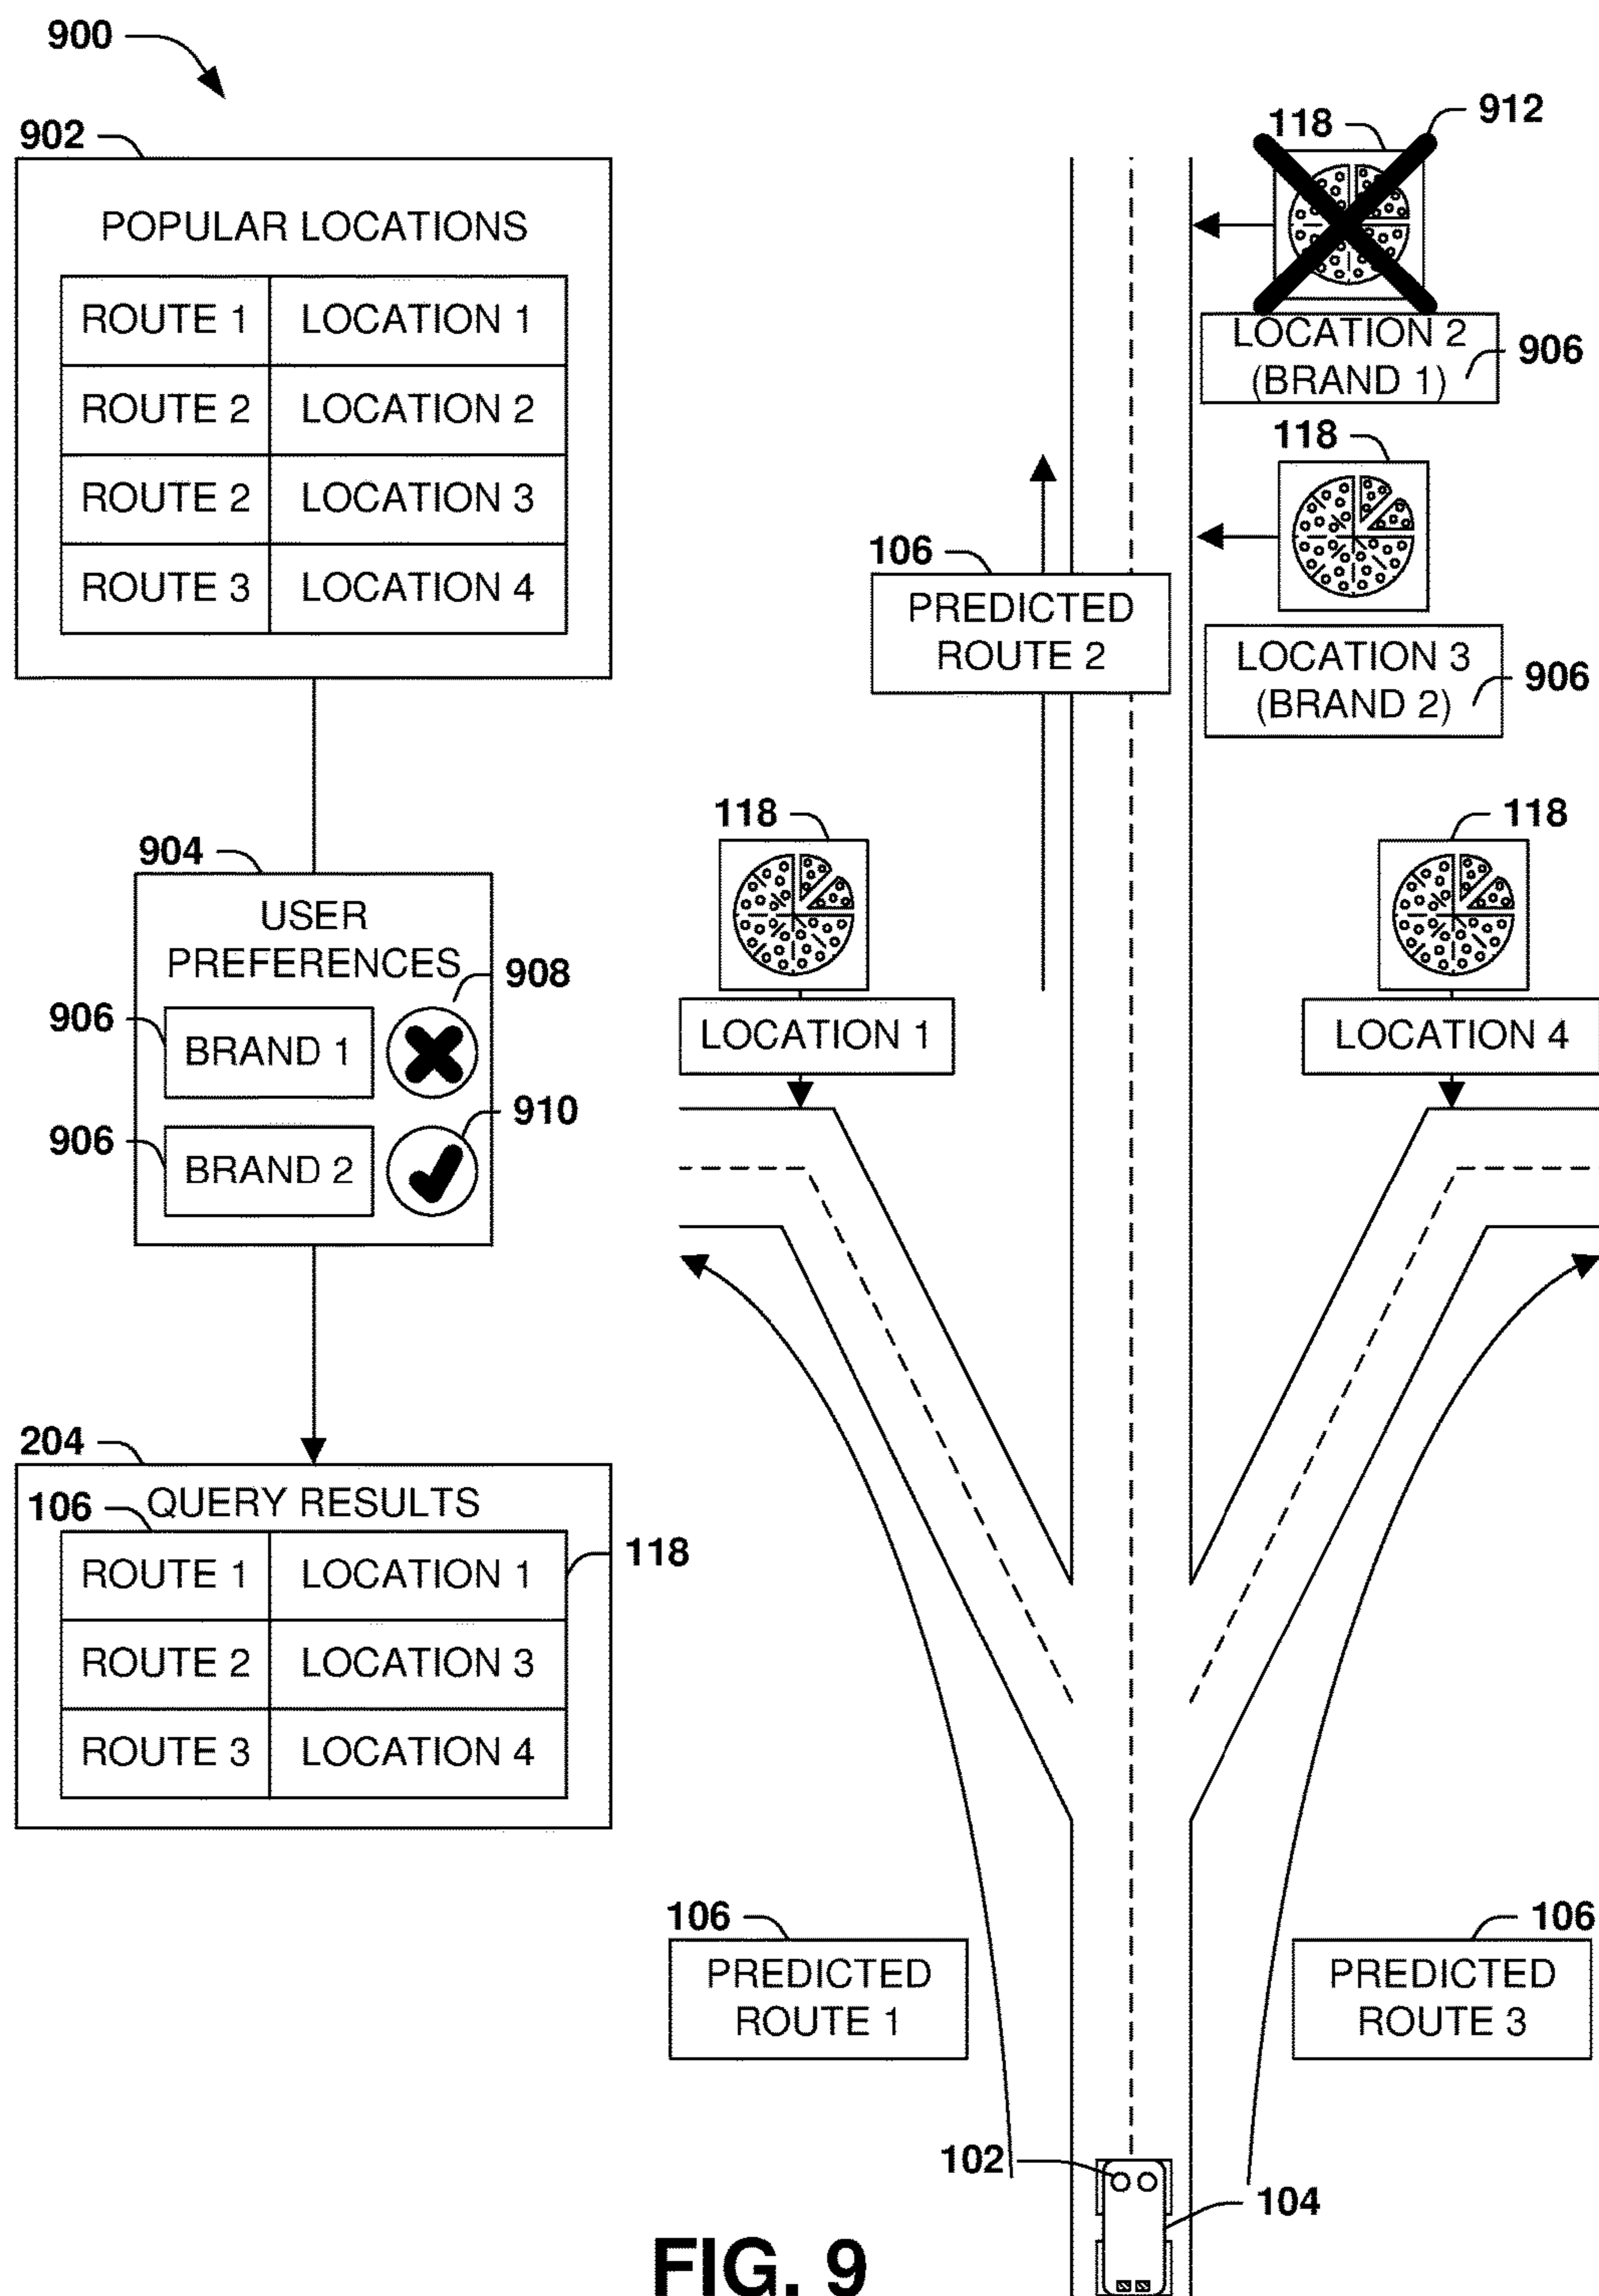 900
902
POPULAR LOCATIONS
ROUTE 1 LOCATION 1
ROUTE 2 LOCATION 2
ROUTE 2 LOCATION 3
ROUTE 3 LOCATION 4
904
USER
PREFERENCES
908
906
BRAND 1
910
906
BRAND 2
204
QUERY RESULTS
106
118
ROUTE 1 LOCATION 1
ROUTE 2 LOCATION 3
ROUTE 3 LOCATION 4
118
912
LOCATION 2
(BRAND 1)
906
118
LOCATION 3
(BRAND 2)
906
106
PREDICTED
ROUTE 2
118
LOCATION 1
118
LOCATION 4
106
PREDICTED
ROUTE 1
106
PREDICTED
ROUTE 3
102
104
FIG. 9